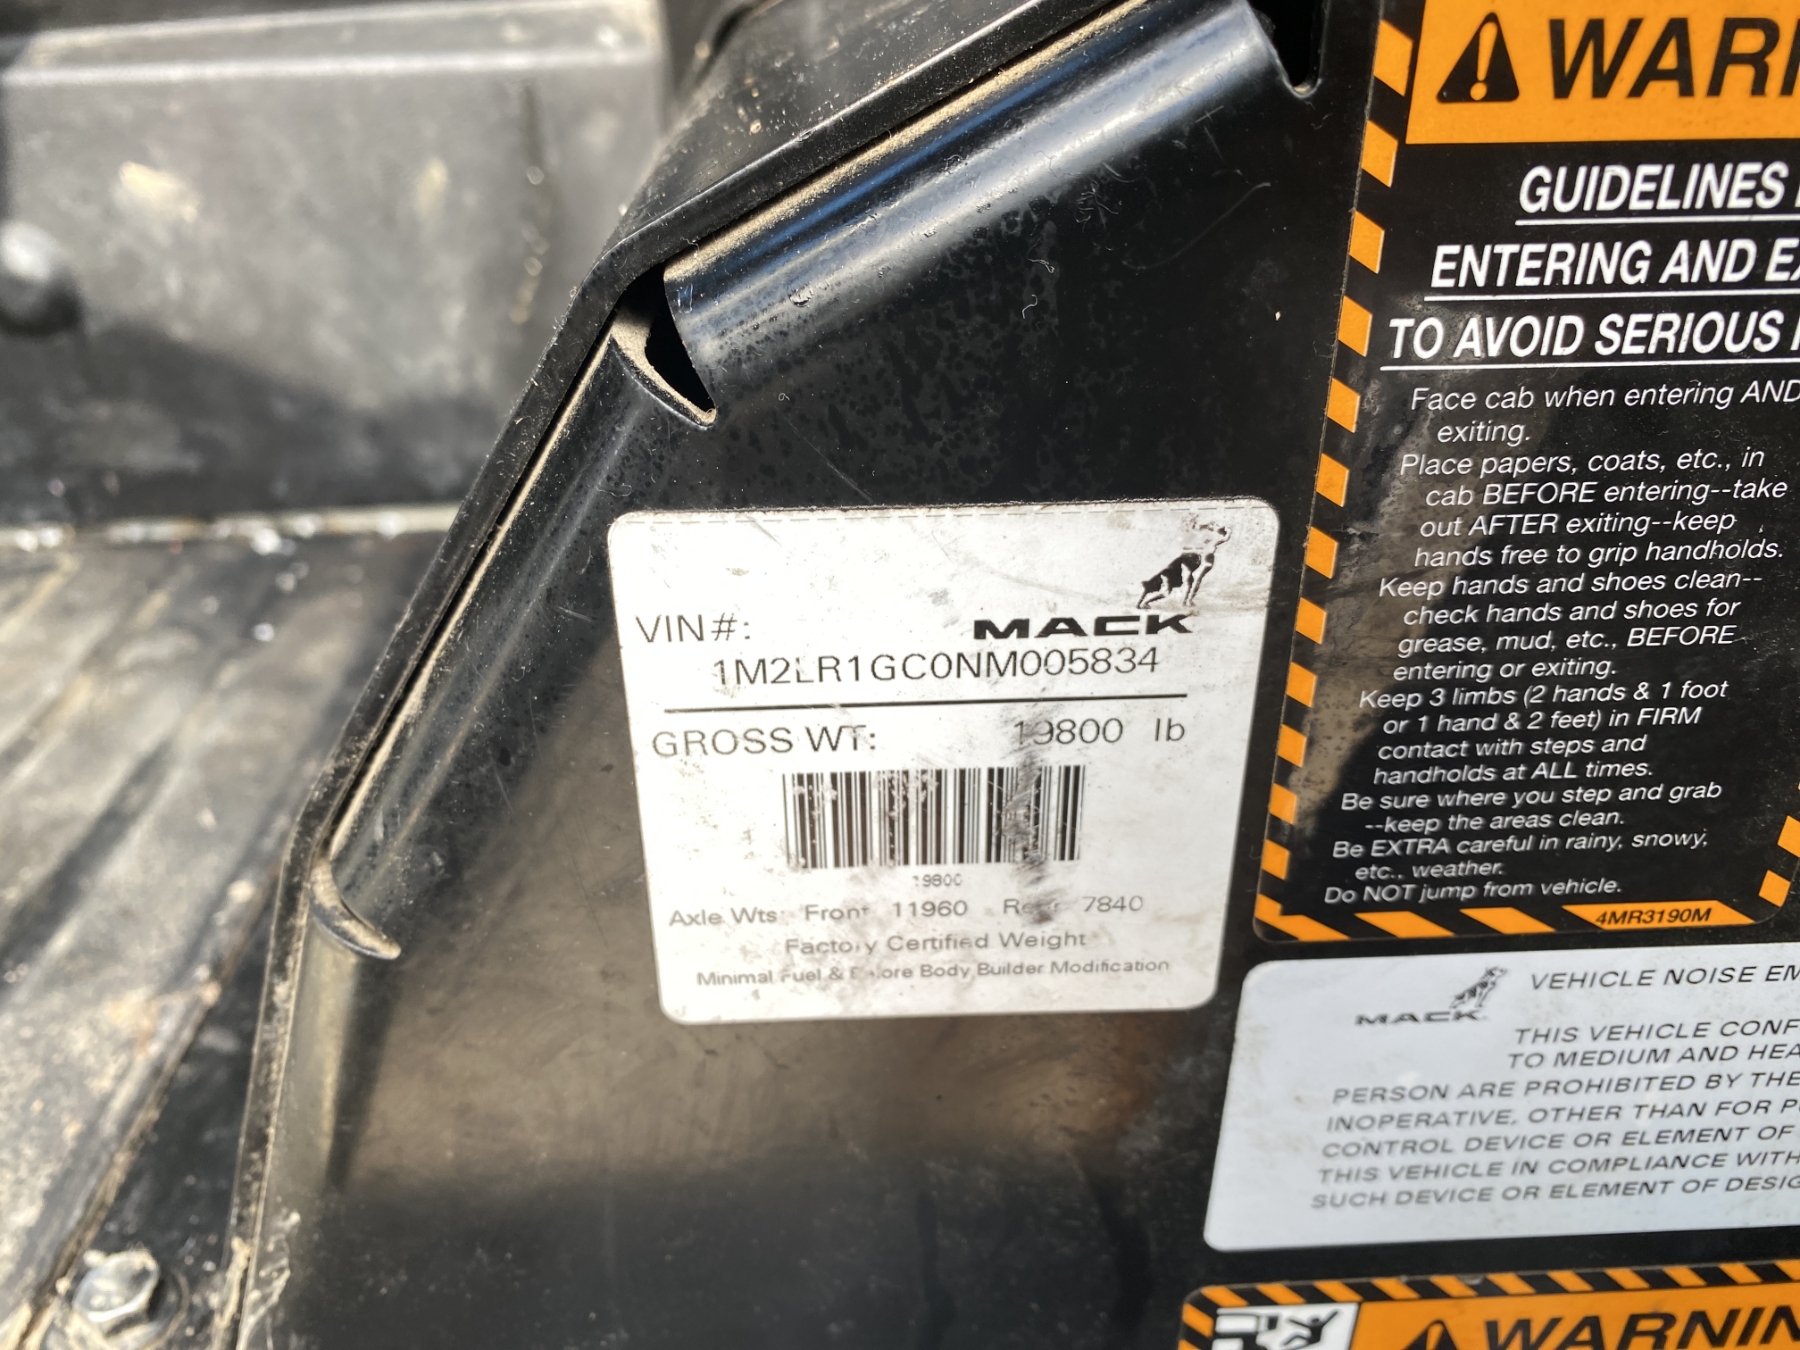 WARN
GUIDELINES
ENTERING AND EX
TO AVOID SERIOUS
Face cab when entering AND
exiting.
Place papers, coats, etc., in
cab BEFORE entering--take
out AFTER exiting--keep
hands free to grip handholds.
Keep hands and shoes clean--
check hands and shoes for
grease, mud, etc., BEFORE
entering or exiting.
Keep 3 limbs (2 hands & 1 foot
or 1 hand & 2 feet) in FIRM
contact with steps and
handholds at ALL times.
Be sure where you step and grab
--keep the areas clean.
Be EXTRA careful in rainy, snowy,
etc., weather.
Do NOT jump from vehicle.
4MR3190M
MACK
VIN#:
1M2LR1GC0NM005834
GROSS WT: 19800 lb
19800
Axle Wts: Front 11960 Rear 7840
Factory Certified Weight
Minimal Fuel & Before Body Builder Modification
MACK
VEHICLE NOISE EM
THIS VEHICLE CONF
TO MEDIUM AND HEA
PERSON ARE PROHIBITED BY THE
INOPERATIVE, OTHER THAN FOR P
CONTROL DEVICE OR ELEMENT OF
THIS VEHICLE IN COMPLIANCE WITH
SUCH DEVICE OR ELEMENT OF DESIG
WARNIN